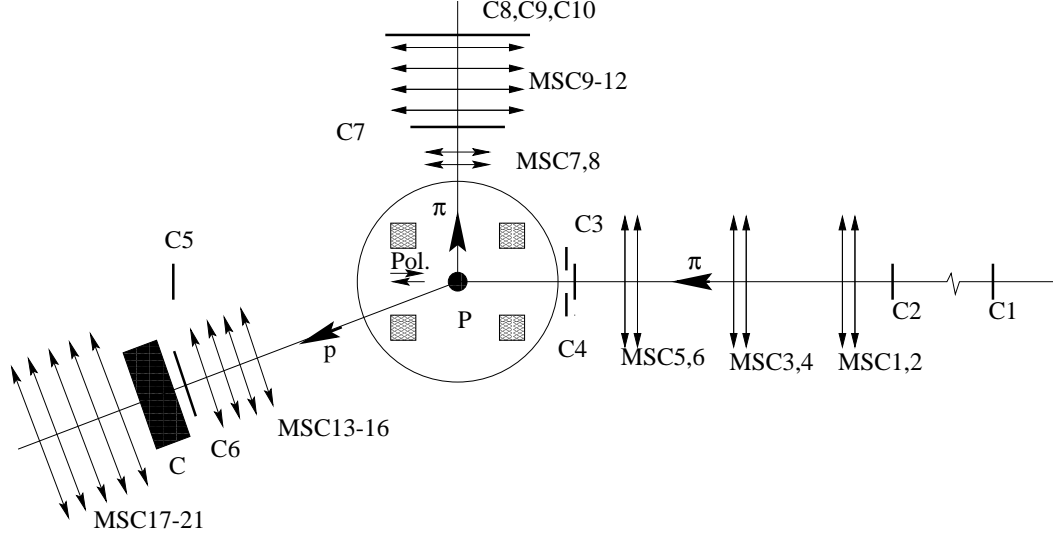 C8,C9,C10
MSC9-12
C7
MSC7,8
π
C3
C5
Pol.
π
P
C2
C1
p
C4
MSC5,6
MSC3,4
MSC1,2
MSC13-16
C6
C
MSC17-21